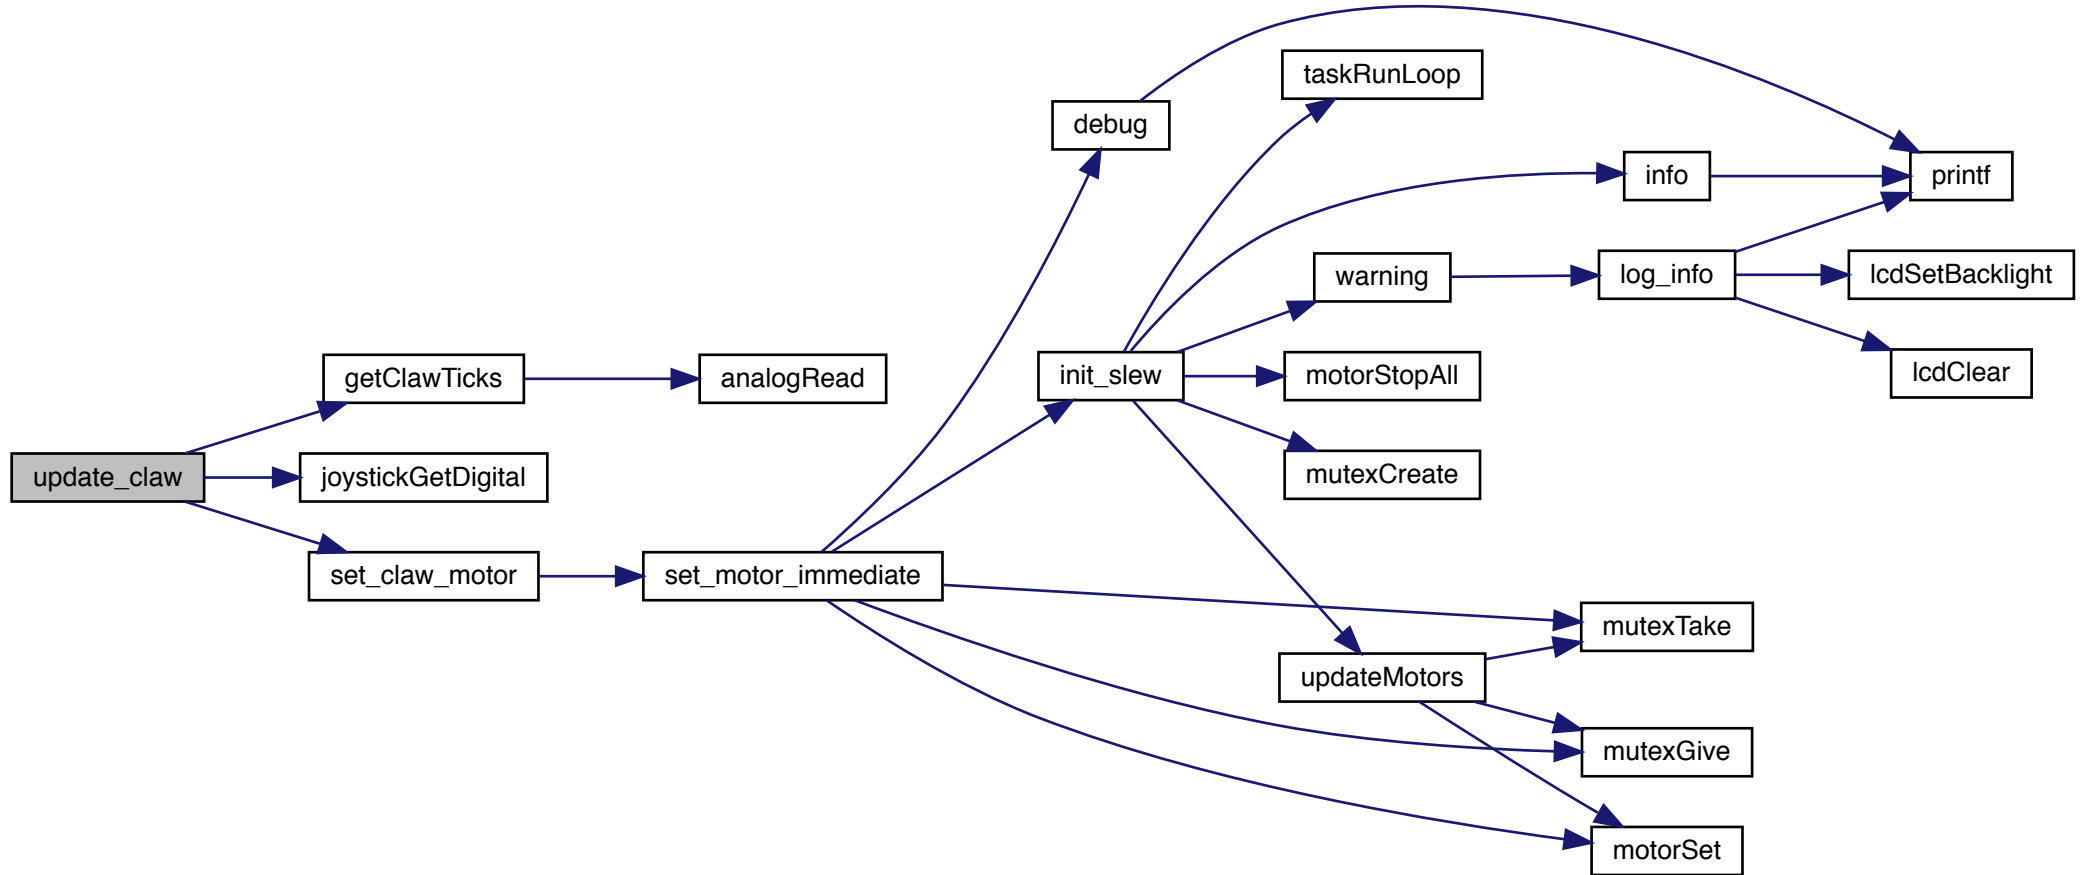 taskRunLoop
debug
info
printf
warning
log_info
lcdSetBacklight
getClawTicks
analogRead
init_slew
motorStopAll
lcdClear
update_claw
joystickGetDigital
mutexCreate
set_claw_motor
set_motor_immediate
mutexTake
updateMotors
mutexGive
motorSet